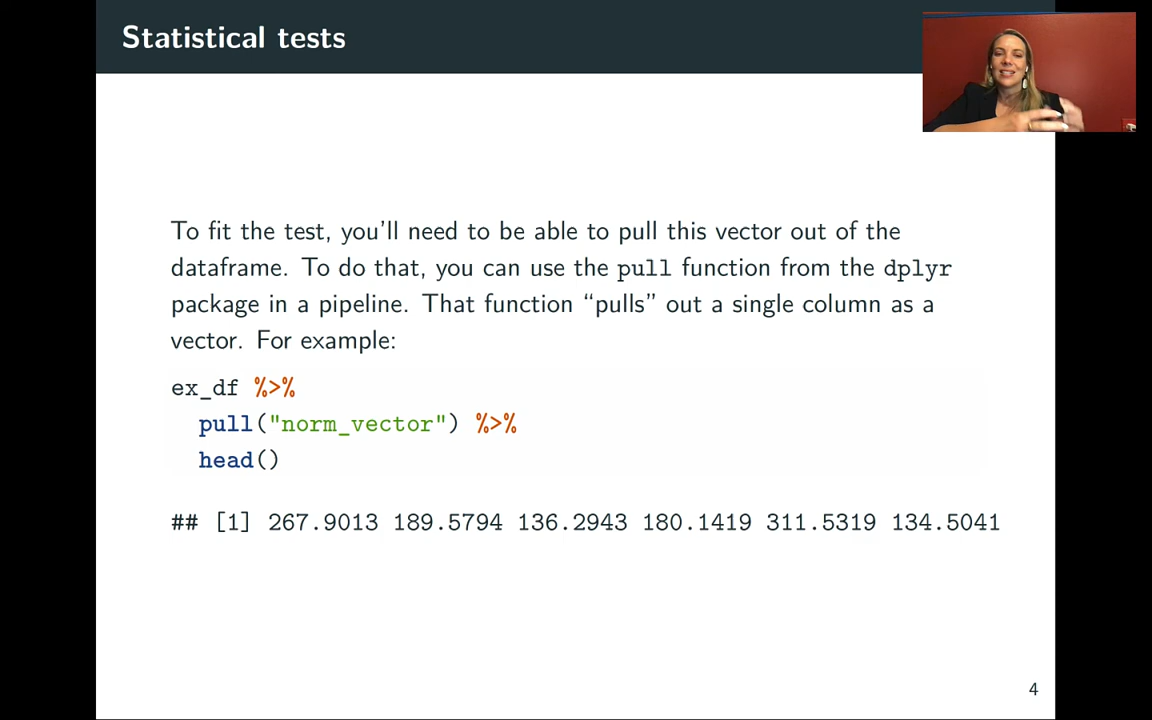 Statistical tests
To fit the test, you'll need to be able to pull this vector out of the
dataframe. To do that, you can use the pull function from the dplyr
package in a pipeline. That function “pulls” out a single column as a
vector. For example:
ex_df %>%
  pull("norm_vector") %>%
  head()
## [1] 267.9013 189.5794 136.2943 180.1419 311.5319 134.5041
4